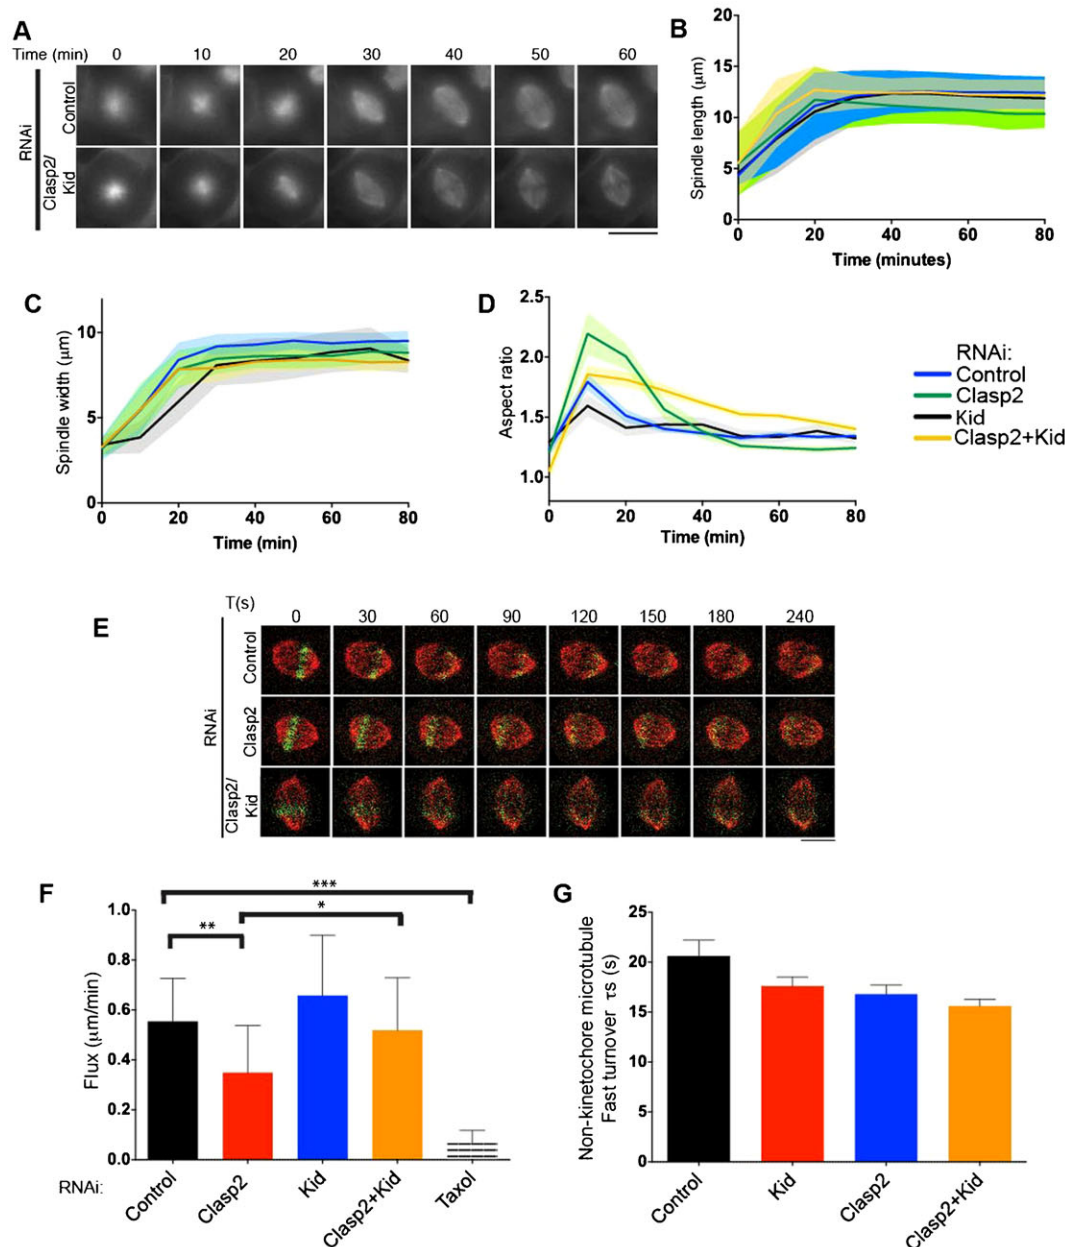 A
Time (min) 0 10 20 30 40 50 60
RNAi
Control
Clasp2/
Kid
B
Spindle length (μm)
20
15
10
5
0
0 20 40 60 80
Time (minutes)
C
Spindle width (μm)
10
5
0
0 20 40 60 80
Time (min)
D
Aspect ratio
2.5
2.0
1.5
1.0
0 20 40 60 80
Time (min)
RNAi:
Control
Clasp2
Kid
Clasp2+Kid
E
T(s)
0 30 60 90 120 150 180 240
RNAi
Control
Clasp2
Clasp2/
Kid
F
***
*
**
Flux (μm/min)
1.0
0.8
0.6
0.4
0.2
0.0
RNAi:
Control Clasp2 Kid Clasp2+Kid Taxol
G
Non-kinetochore microtubule
Fast turnover τs (s)
25
20
15
10
5
0
Control Kid Clasp2 Clasp2+Kid